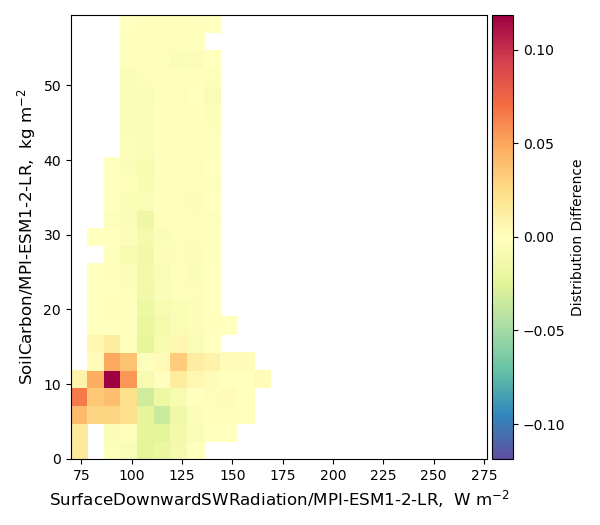 SoilCarbon/MPI-ESM1-2-LR,  kg m⁻²
50
40
30
20
10
0
75 100 125 150 175 200 225 250 275
SurfaceDownwardSWRadiation/MPI-ESM1-2-LR,  W m⁻²
0.10
0.05
0.00
−0.05
−0.10
Distribution Difference